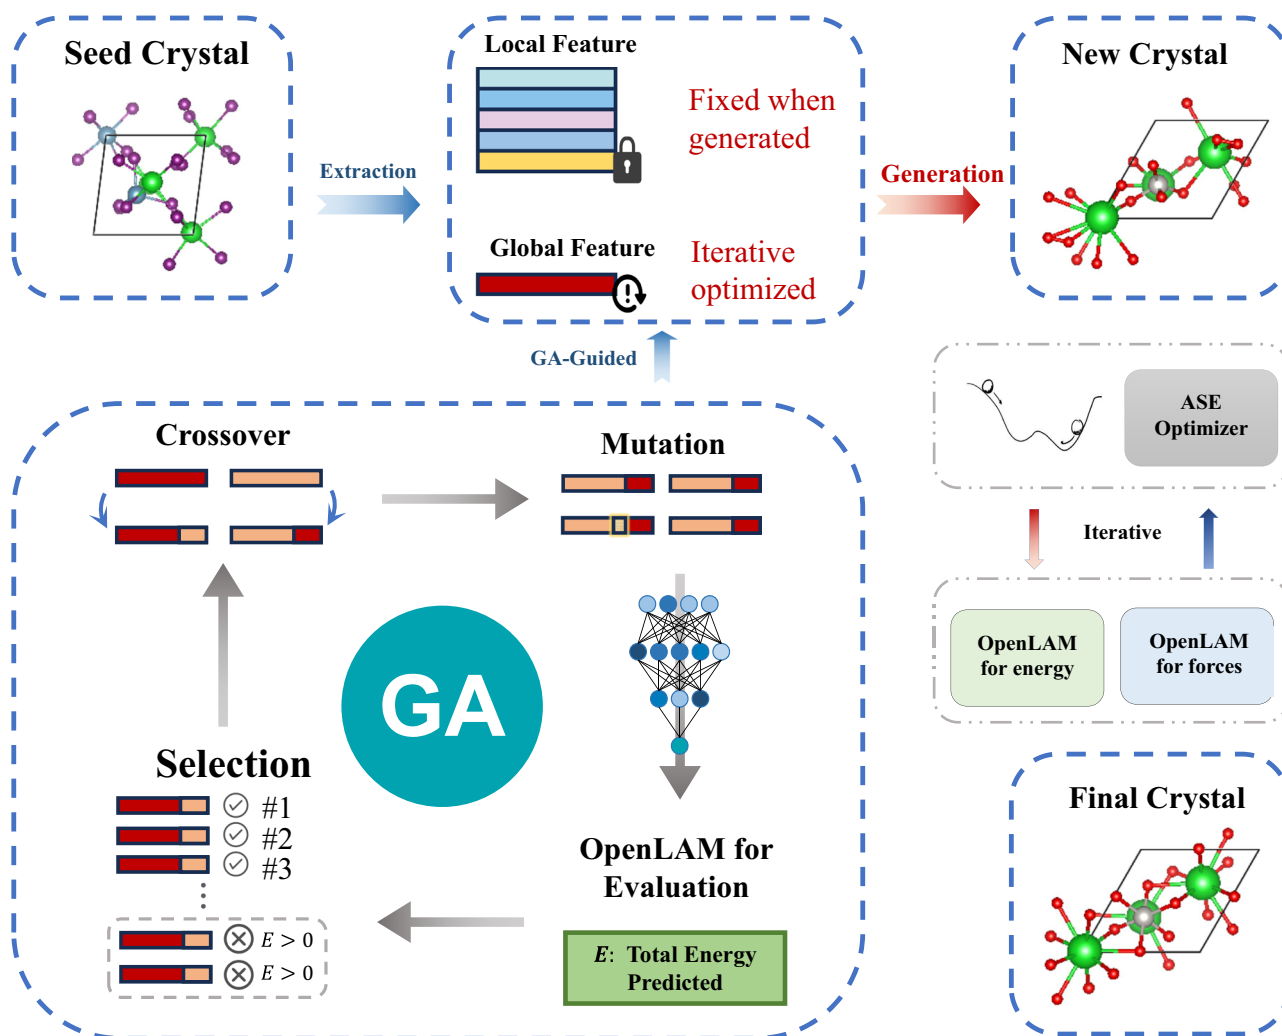 Seed Crystal
Extraction
Local Feature
Fixed when
generated
Global Feature
Iterative
optimized
Generation
New Crystal
GA-Guided
Crossover
Mutation
GA
Selection
#1
#2
#3
E > 0
E > 0
OpenLAM for
Evaluation
E: Total Energy
Predicted
ASE
Optimizer
Iterative
OpenLAM
for energy
OpenLAM
for forces
Final Crystal